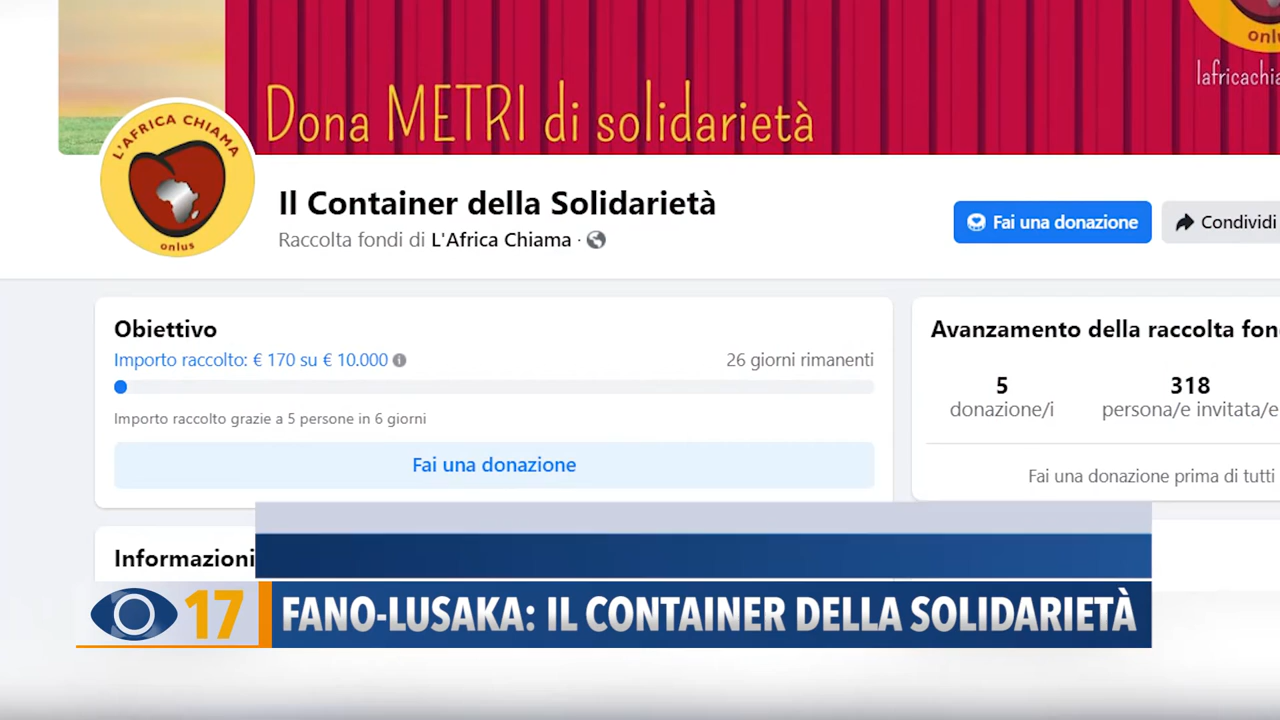 onlu
lafricachia
Dona METRI di solidarietà
L'AFRICA CHIAMA
onlus
Il Container della Solidarietà
Raccolta fondi di L'Africa Chiama ·
Fai una donazione
Condividi
Obiettivo
Importo raccolto: € 170 su € 10.000
26 giorni rimanenti
Importo raccolto grazie a 5 persone in 6 giorni
Fai una donazione
Avanzamento della raccolta fon
5
318
donazione/i
persona/e invitata/e
Fai una donazione prima di tutti
Informazioni
17
FANO-LUSAKA: IL CONTAINER DELLA SOLIDARIETÀ